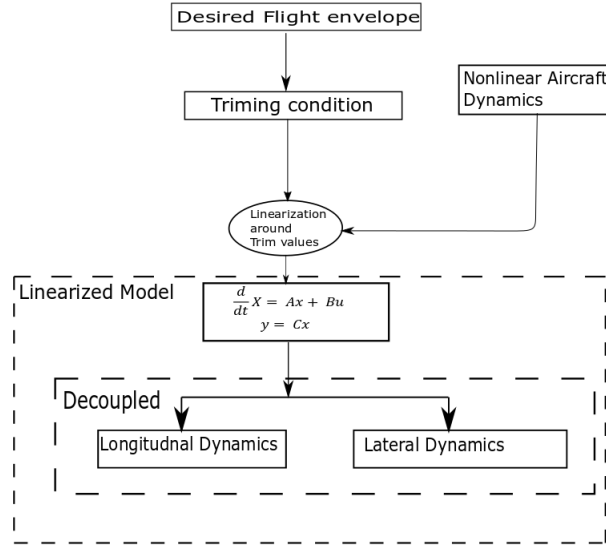 Desired Flight envelope
Triming condition
Nonlinear Aircraft
Dynamics
Linearization
around
Trim values
Linearized Model
d/dt X = Ax + Bu
y = Cx
Decoupled
Longitudnal Dynamics
Lateral Dynamics